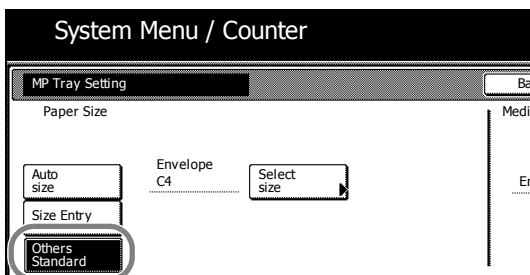 System Menu / Counter
MP Tray Setting
Paper Size
Auto
size
Envelope
C4
Select
size
Size Entry
Others
Standard